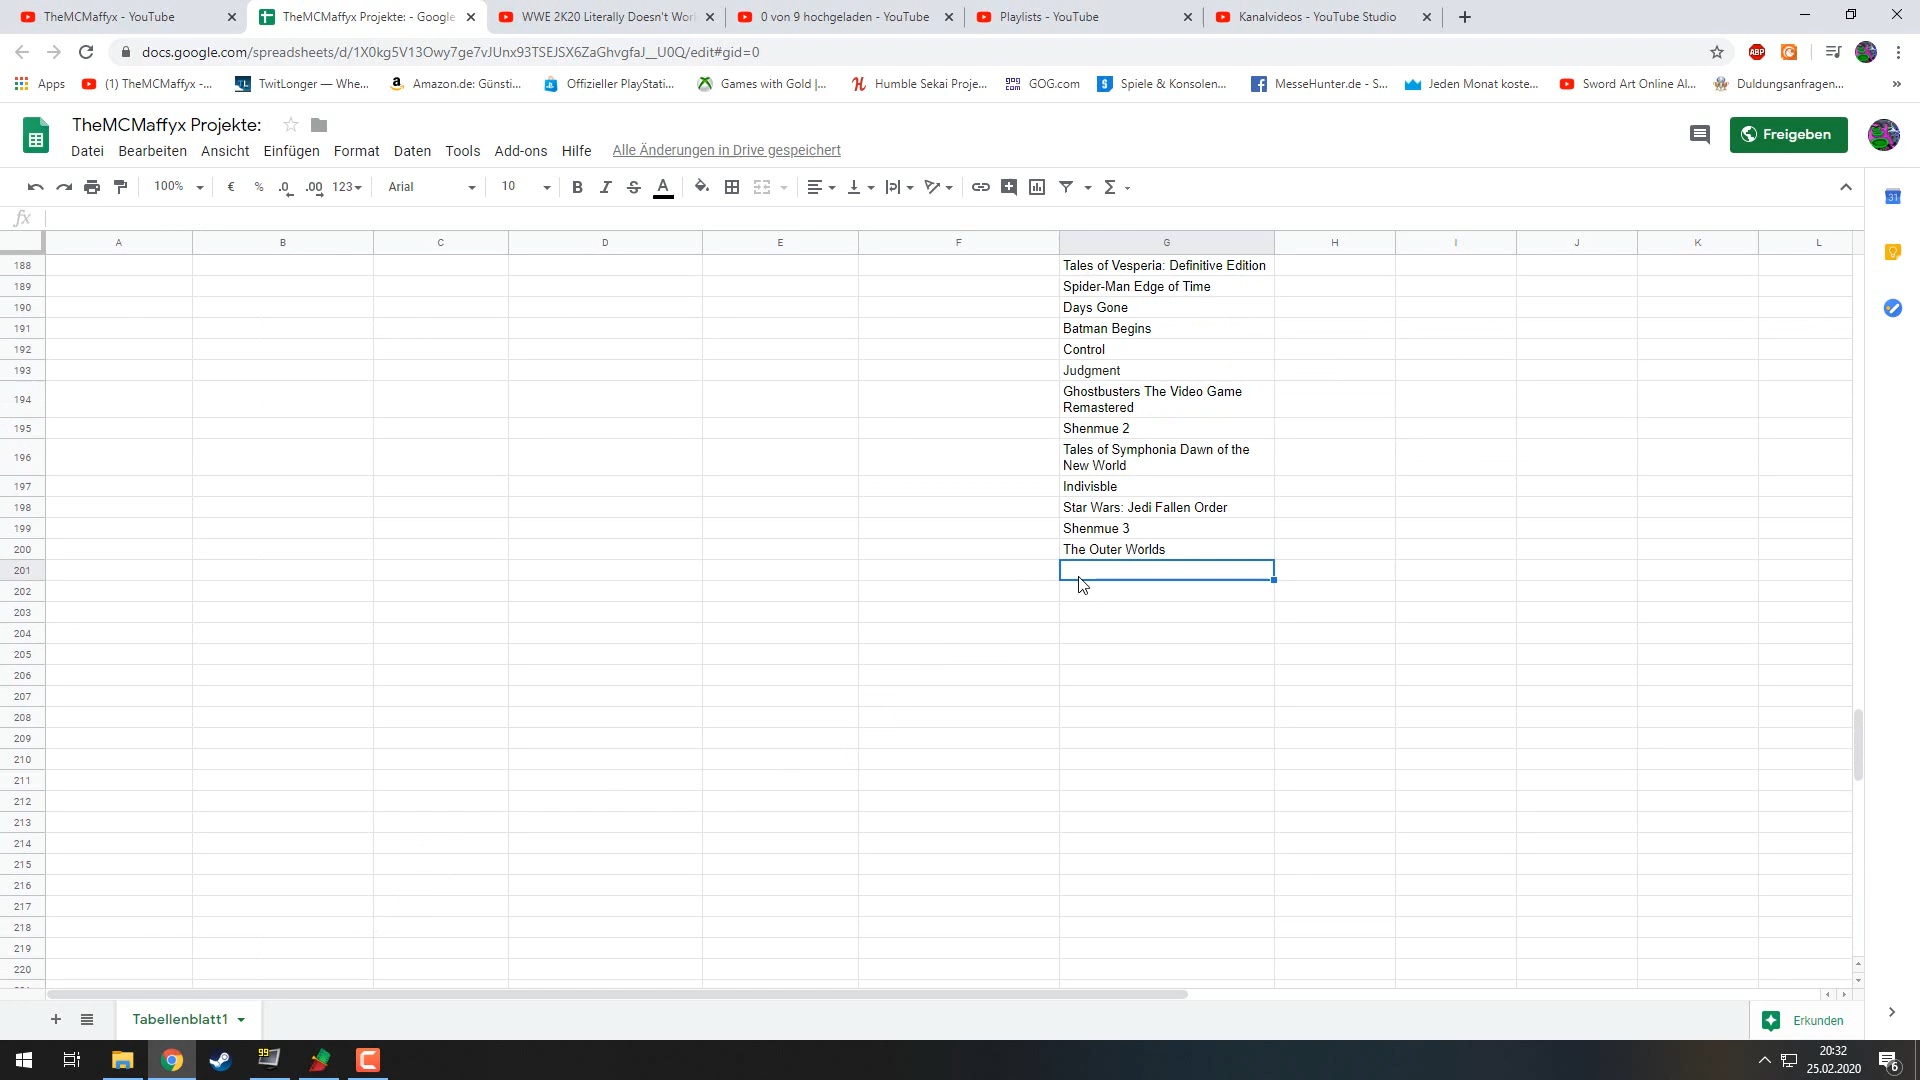 TheMCMaffyx - YouTube
TheMCMaffyx Projekte: - Google
WWE 2K20 Literally Doesn't Wor
0 von 9 hochgeladen - YouTube
Playlists - YouTube
Kanalvideos - YouTube Studio
docs.google.com/spreadsheets/d/1X0kg5V13Owy7ge7vJUnx93TSEJSX6ZaGhvgfaJ__U0Q/edit#gid=0
ABP
Apps
(1) TheMCMaffyx -...
TwitLonger — Whe...
Amazon.de: Günsti...
Offizieller PlayStati...
Games with Gold |...
Humble Sekai Proje...
GOG.com
Spiele & Konsolen...
MesseHunter.de - S...
Jeden Monat koste...
Sword Art Online Al...
Duldungsanfragen...
»
TheMCMaffyx Projekte:
Freigeben
Datei
Bearbeiten
Ansicht
Einfügen
Format
Daten
Tools
Add-ons
Hilfe
Alle Änderungen in Drive gespeichert
100%
€
%
.0
.00
123
Arial
10
B
I
S
A
Σ
31
fx
A
B
C
D
E
F
G
H
I
J
K
L
188
Tales of Vesperia: Definitive Edition
189
Spider-Man Edge of Time
190
Days Gone
191
Batman Begins
192
Control
193
Judgment
194
Ghostbusters The Video Game
Remastered
195
Shenmue 2
196
Tales of Symphonia Dawn of the
New World
197
Indivisble
198
Star Wars: Jedi Fallen Order
199
Shenmue 3
200
The Outer Worlds
201
202
203
204
205
206
207
208
209
210
211
212
213
214
215
216
217
218
219
220
Tabellenblatt1
Erkunden
99
20:32
25.02.2020
6